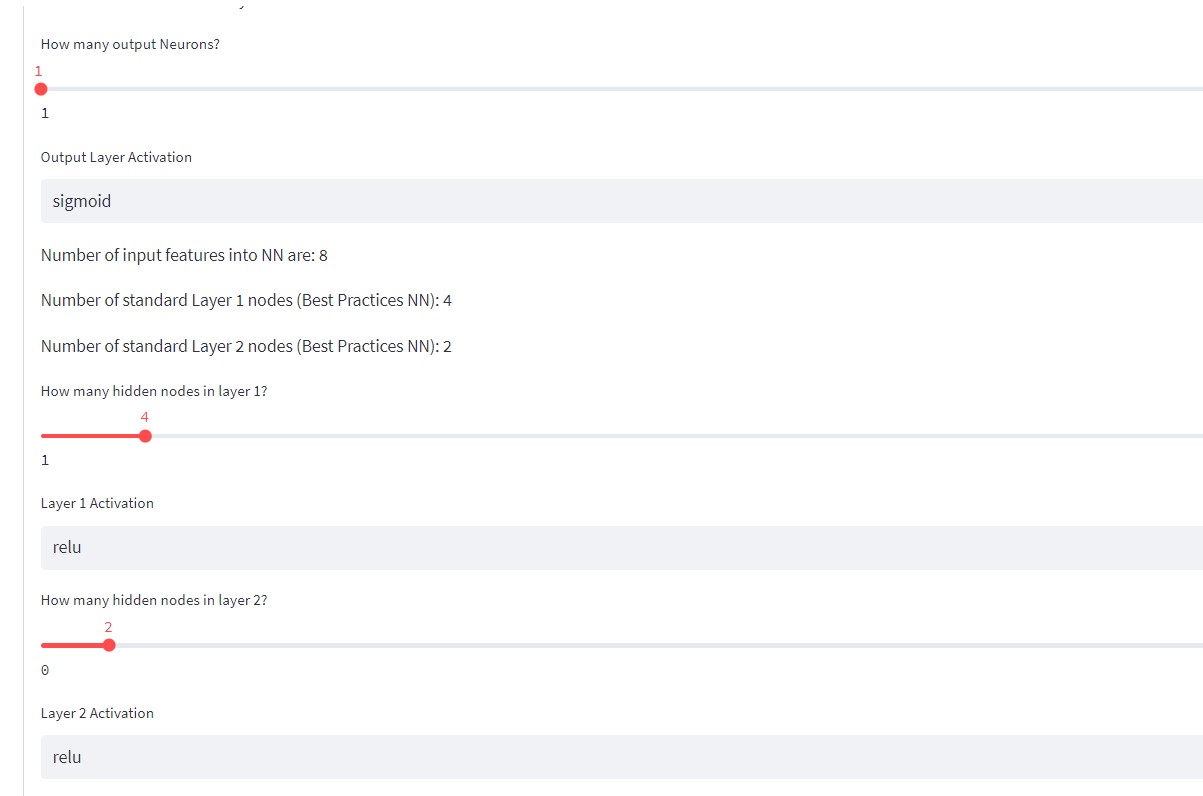 How many output Neurons?
1
1
Output Layer Activation
sigmoid
Number of input features into NN are: 8
Number of standard Layer 1 nodes (Best Practices NN): 4
Number of standard Layer 2 nodes (Best Practices NN): 2
How many hidden nodes in layer 1?
4
1
Layer 1 Activation
relu
How many hidden nodes in layer 2?
2
0
Layer 2 Activation
relu